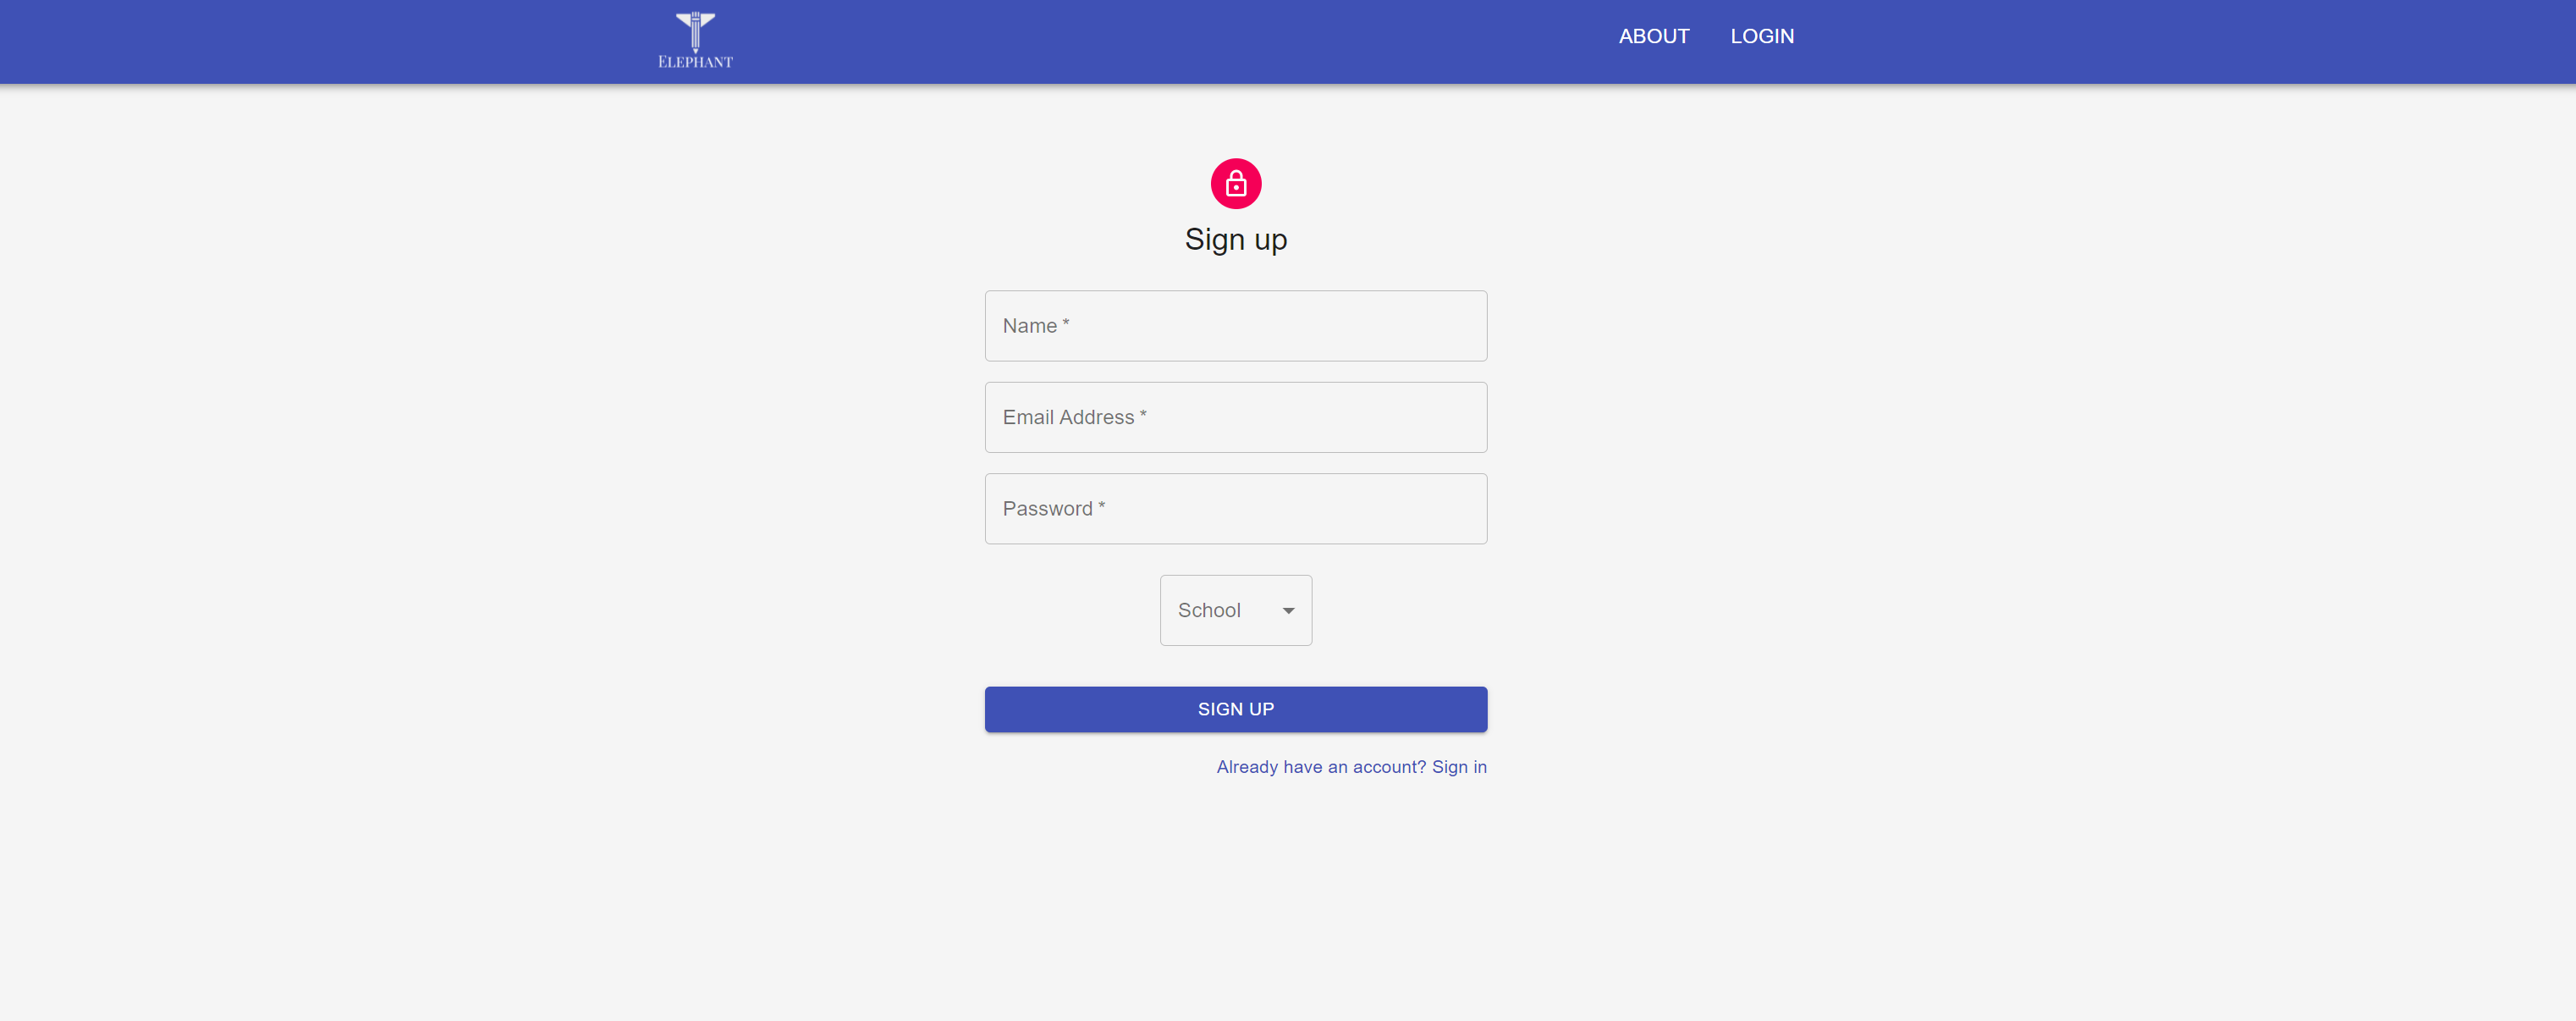 ELEPHANT
ABOUT
LOGIN
Sign up
Name *
Email Address *
Password *
School
SIGN UP
Already have an account? Sign in